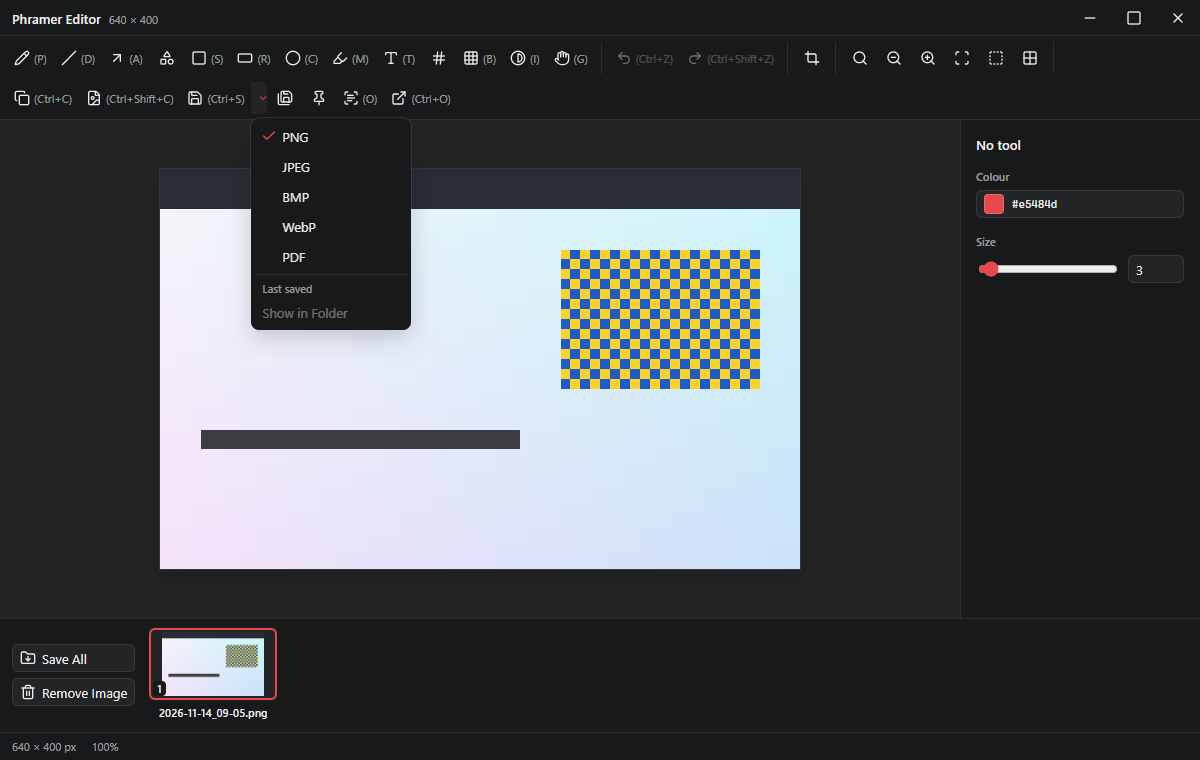 Phramer Editor 640 × 400
(P) (D) (A) (S) (R) (C) (M) (T) (B) (I) (G) (Ctrl+Z) (Ctrl+Shift+Z)
(Ctrl+C) (Ctrl+Shift+C) (Ctrl+S) (O) (Ctrl+O)
PNG
JPEG
BMP
WebP
PDF
Last saved
Show in Folder
No tool
Colour
#e5484d
Size
3
Save All
Remove Image
1
2026-11-14_09-05.png
640 × 400 px 100%